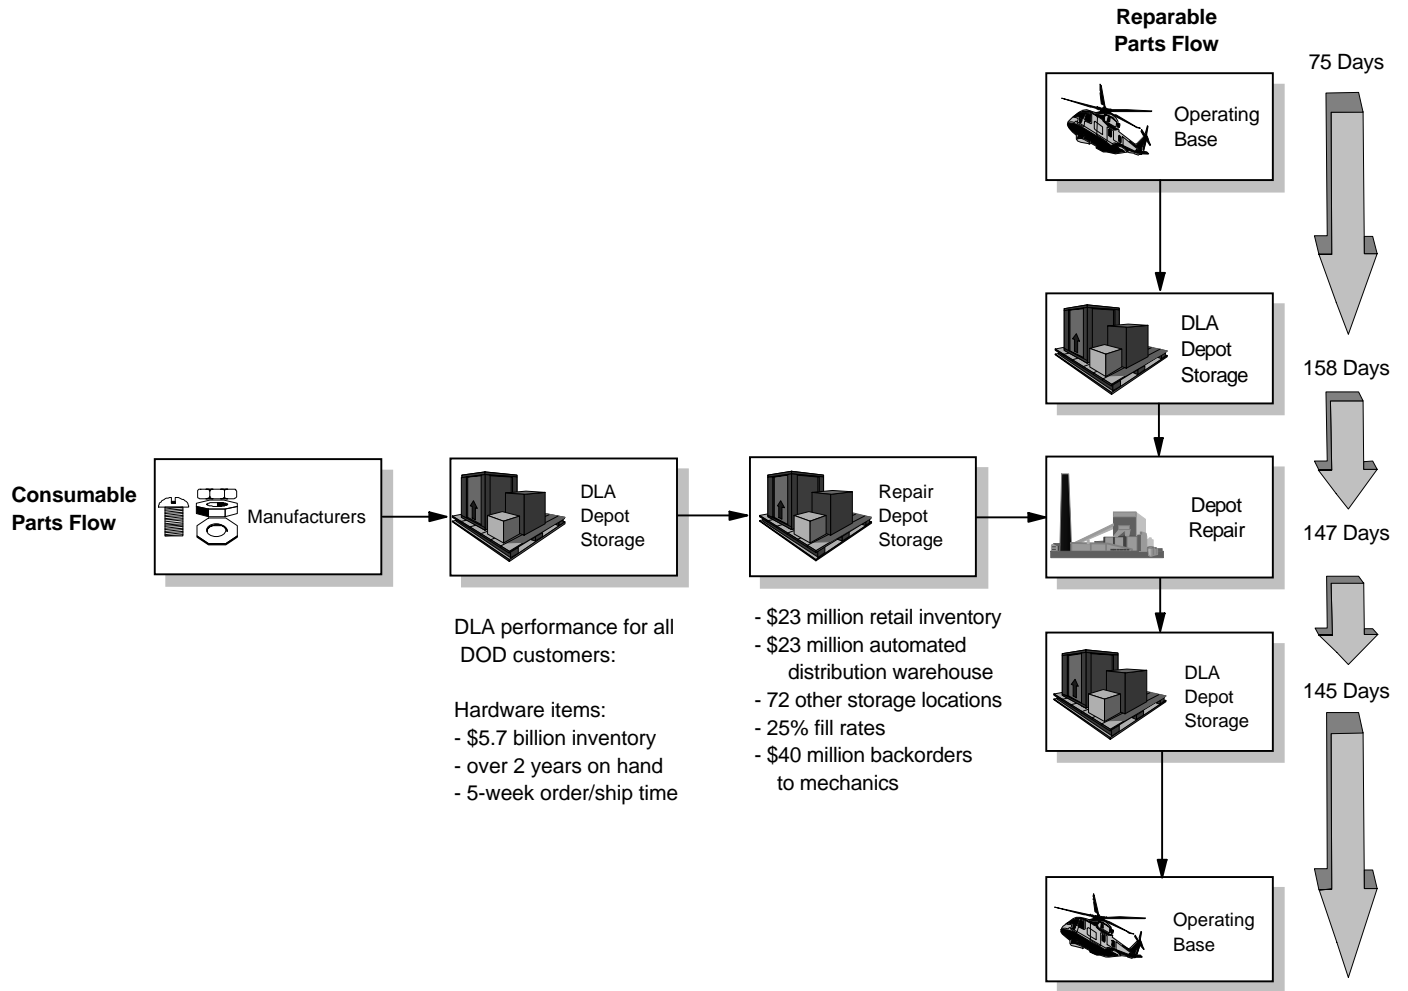 Reparable
Parts Flow
75 Days
Operating
Base
DLA
Depot
Storage
158 Days
Consumable
Parts Flow
Manufacturers
DLA
Depot
Storage
Repair
Depot
Storage
Depot
Repair
147 Days
DLA performance for all
DOD customers:
Hardware items:
- $5.7 billion inventory
- over 2 years on hand
- 5-week order/ship time
- $23 million retail inventory
- $23 million automated
distribution warehouse
- 72 other storage locations
- 25% fill rates
- $40 million backorders
to mechanics
DLA
Depot
Storage
145 Days
Operating
Base